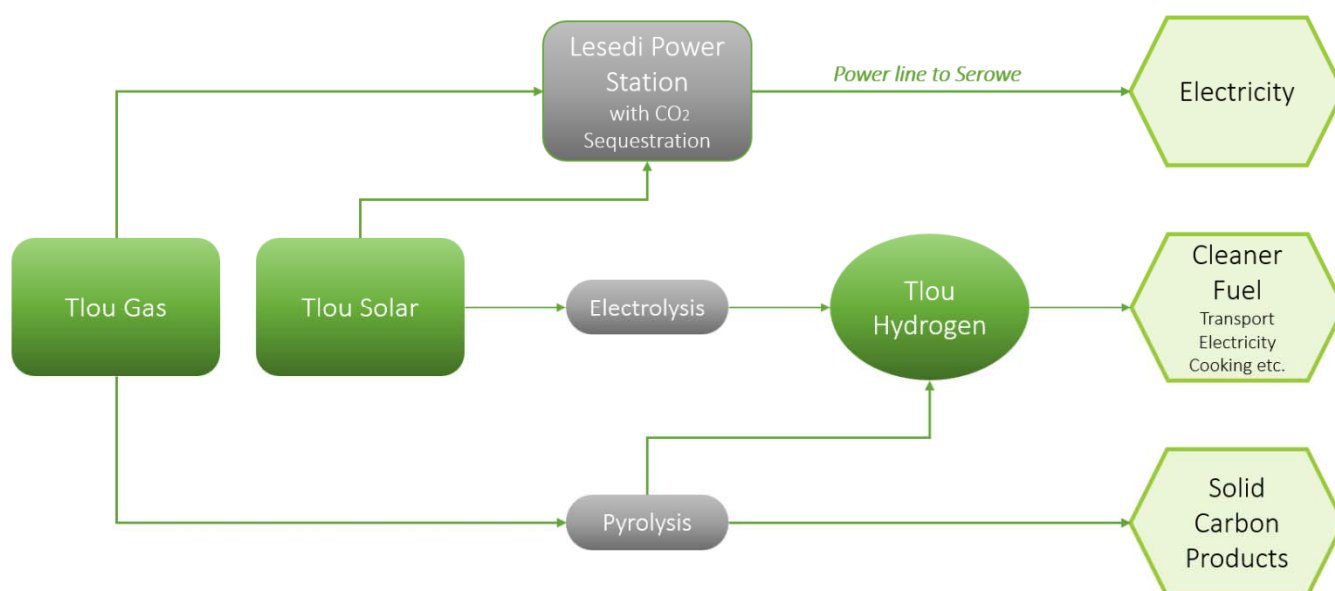 Lesedi Power
Station
with CO₂
Sequestration
Power line to Serowe
Electricity
Tlou Gas
Tlou Solar
Electrolysis
Tlou
Hydrogen
Cleaner
Fuel
Transport
Electricity
Cooking etc.
Pyrolysis
Solid
Carbon
Products